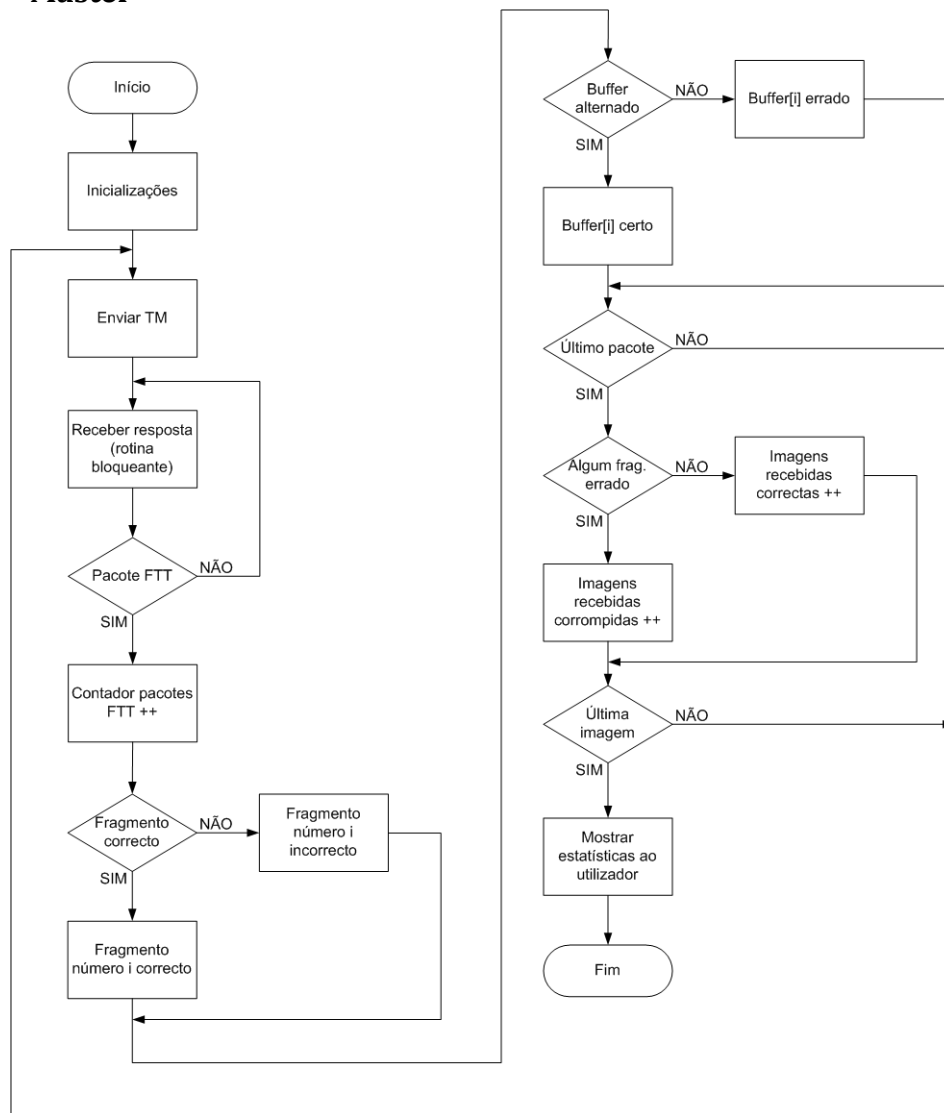 Master
Início
Inicializações
Enviar TM
Receber resposta
(rotina
bloqueante)
Pacote FTT
NÃO
SIM
Contador pacotes
FTT ++
Fragmento
correcto
NÃO
Fragmento
número i
incorrecto
SIM
Fragmento
número i correcto
Buffer
alternado
NÃO
Buffer[i] errado
SIM
Buffer[i] certo
Último pacote
NÃO
SIM
Algum frag.
errado
NÃO
Imagens
recebidas
correctas ++
SIM
Imagens
recebidas
corrompidas ++
Última
imagem
NÃO
SIM
Mostrar
estatísticas ao
utilizador
Fim